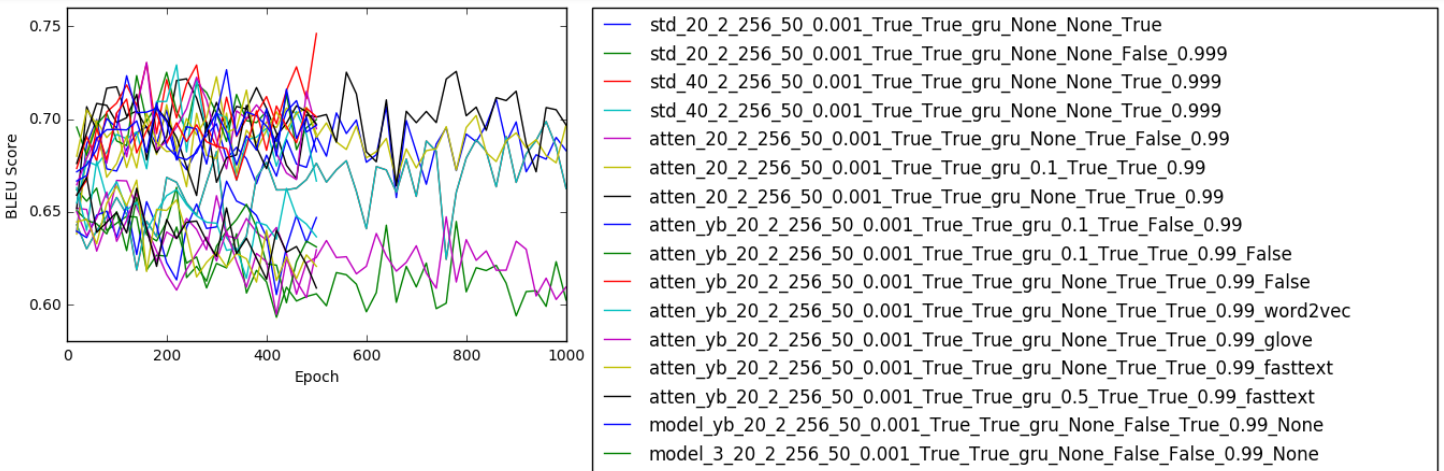 0.75
0.70
0.65
0.60
BLEU Score
0 200 400 600 800 1000
Epoch
std_20_2_256_50_0.001_True_True_gru_None_None_True
std_20_2_256_50_0.001_True_True_gru_None_None_False_0.999
std_40_2_256_50_0.001_True_True_gru_None_None_True_0.999
std_40_2_256_50_0.001_True_True_gru_None_None_True_0.999
atten_20_2_256_50_0.001_True_True_gru_None_True_False_0.99
atten_20_2_256_50_0.001_True_True_gru_0.1_True_True_0.99
atten_20_2_256_50_0.001_True_True_gru_None_True_True_0.99
atten_yb_20_2_256_50_0.001_True_True_gru_0.1_True_False_0.99
atten_yb_20_2_256_50_0.001_True_True_gru_0.1_True_True_0.99_False
atten_yb_20_2_256_50_0.001_True_True_gru_None_True_True_0.99_False
atten_yb_20_2_256_50_0.001_True_True_gru_None_True_True_0.99_word2vec
atten_yb_20_2_256_50_0.001_True_True_gru_None_True_True_0.99_glove
atten_yb_20_2_256_50_0.001_True_True_gru_None_True_True_0.99_fasttext
atten_yb_20_2_256_50_0.001_True_True_gru_0.5_True_True_0.99_fasttext
model_yb_20_2_256_50_0.001_True_True_gru_None_False_True_0.99_None
model_3_20_2_256_50_0.001_True_True_gru_None_False_False_0.99_None